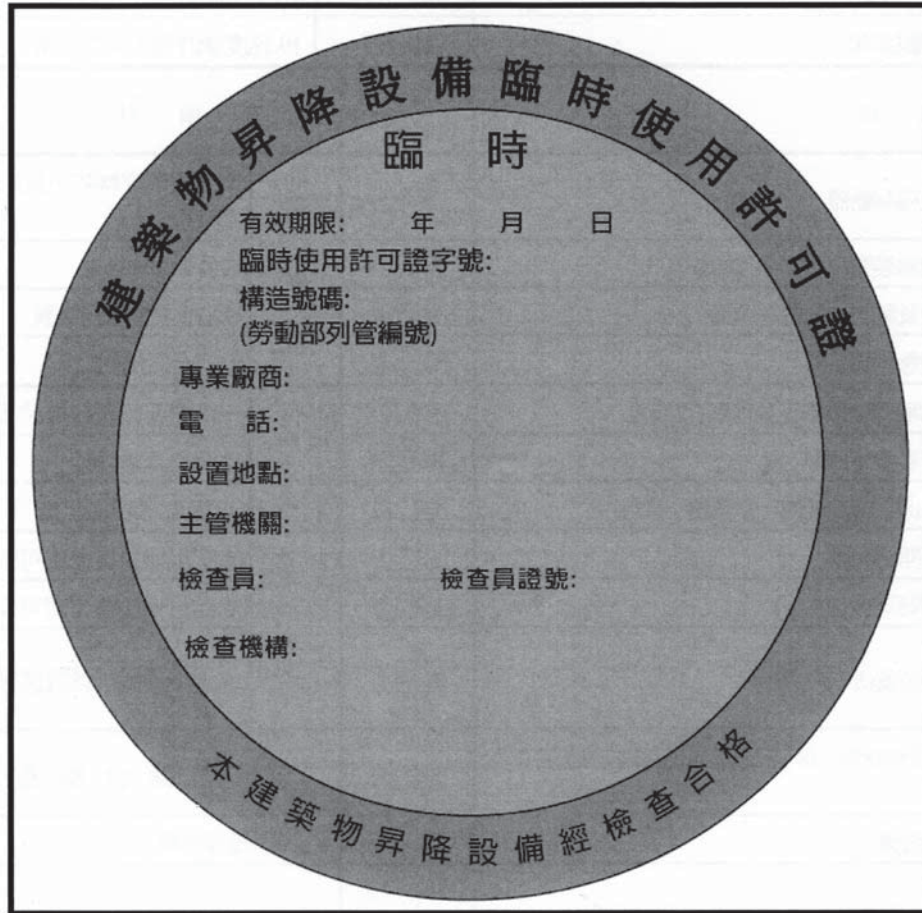 建築物昇降設備臨時使用許可證
臨 時
有效期限: 年 月 日
臨時使用許可證字號:
構造號碼:
(勞動部列管編號)
專業廠商:
電 話:
設置地點:
主管機關:
檢查員: 檢查員證號:
檢查機構:
本建築物昇降設備經檢查合格